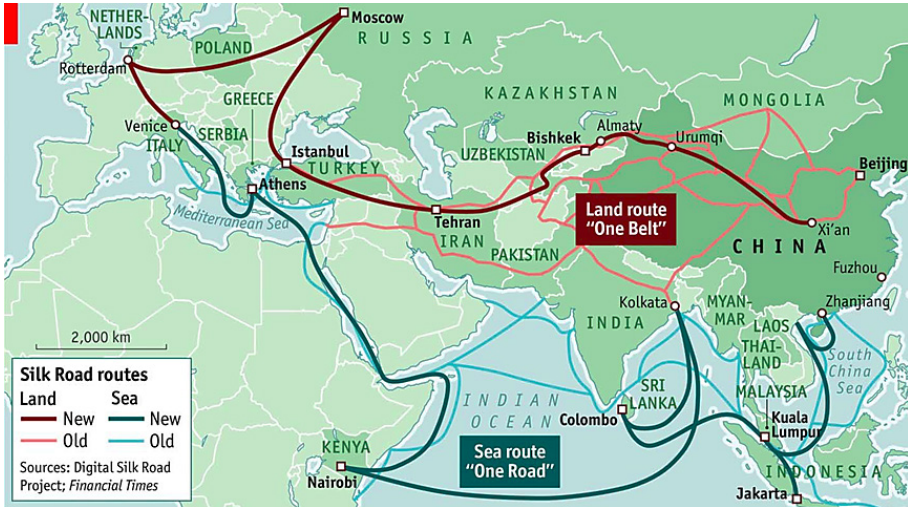 NETHER-
LANDS
Rotterdam
POLAND
Moscow
RUSSIA
GREECE
Venice
ITALY
SERBIA
Istanbul
TURKEY
Athens
Mediterranean Sea
KAZAKHSTAN
UZBEKISTAN
Bishkek
Almaty
Urumqi
MONGOLIA
Beijing
Tehran
IRAN
PAKISTAN
Land route
"One Belt"
Xi'an
CHINA
Fuzhou
Zhanjiang
Kolkata
INDIA
MYAN-
MAR
LAOS
THAI-
LAND
South
China
Sea
SRI
LANKA
Colombo
MALAYSIA
Kuala
Lumpur
INDIAN
OCEAN
Sea route
"One Road"
KENYA
Nairobi
INDONESIA
Jakarta
2,000 km
Silk Road routes
Land Sea
New New
Old Old
Sources: Digital Silk Road
Project; Financial Times